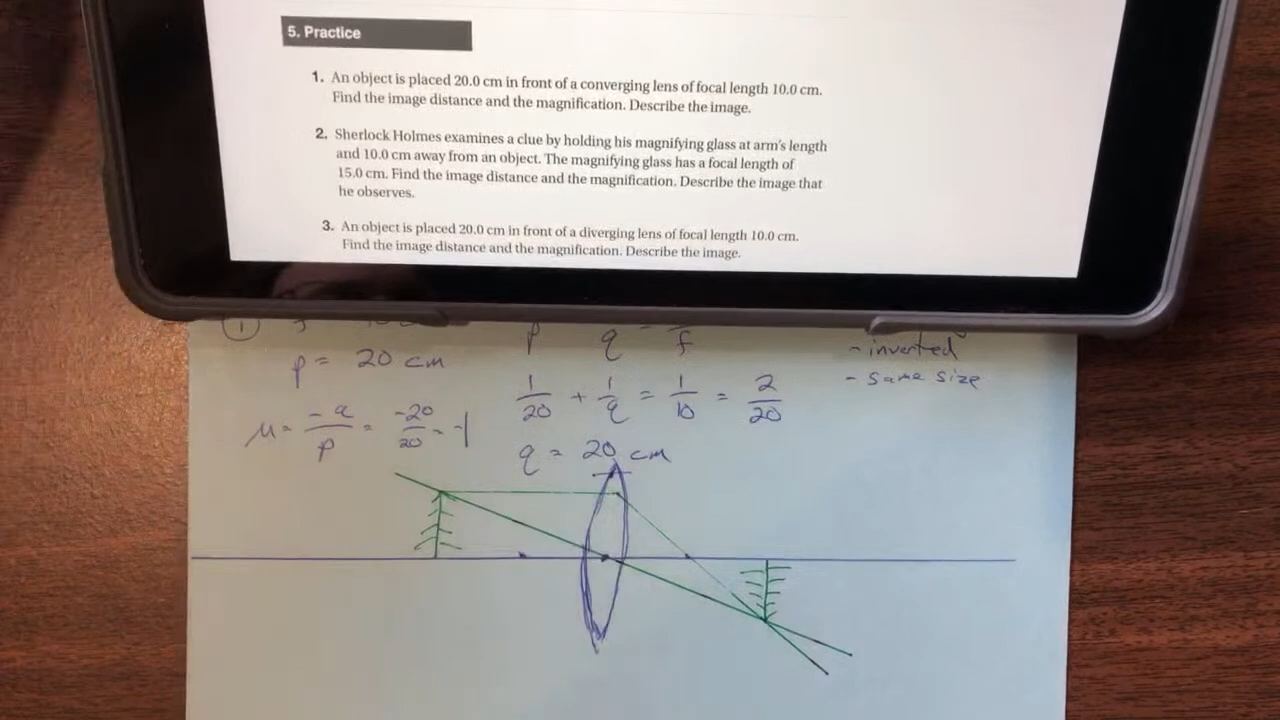 5. Practice
1. An object is placed 20.0 cm in front of a converging lens of focal length 10.0 cm.
Find the image distance and the magnification. Describe the image.
2. Sherlock Holmes examines a clue by holding his magnifying glass at arm's length
and 10.0 cm away from an object. The magnifying glass has a focal length of
15.0 cm. Find the image distance and the magnification. Describe the image that
he observes.
3. An object is placed 20.0 cm in front of a diverging lens of focal length 10.0 cm.
Find the image distance and the magnification. Describe the image.
1
p q = f
- inverted
p = 20 cm
- same size
1/20 + 1/q = 1/10 = 2/20
M = -q/p = -20/20 = -1
q = 20 cm